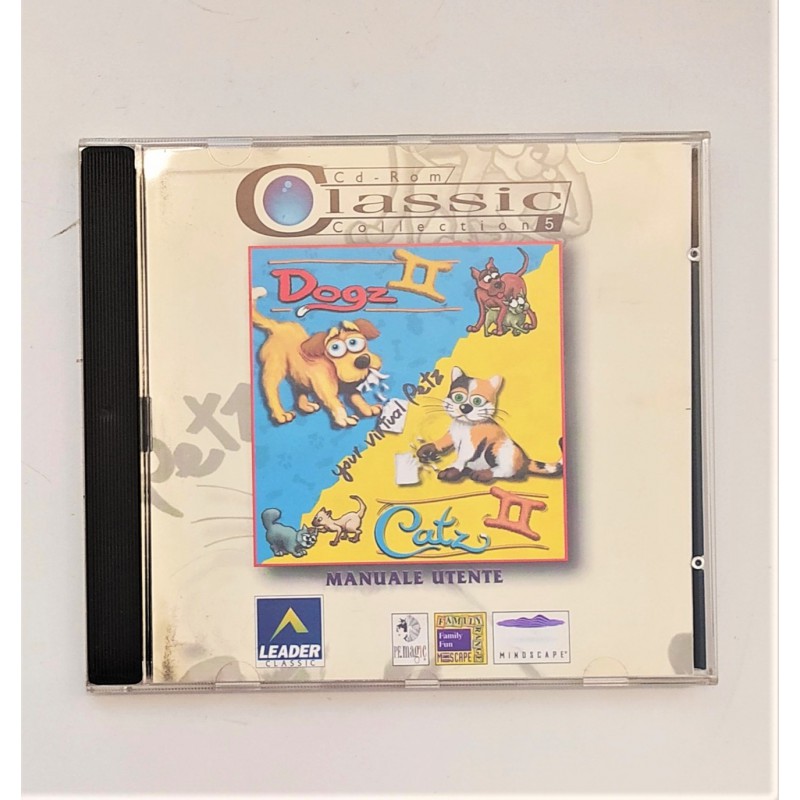 Cd-Rom
Classic
Collection 5
Dogz II
your virtual Petz
Catz II
Petz
MANUALE UTENTE
LEADER
CLASSIC
PF.Magic
FAMILY
Family
Fun
MINDSCAPE
MINDSCAPE